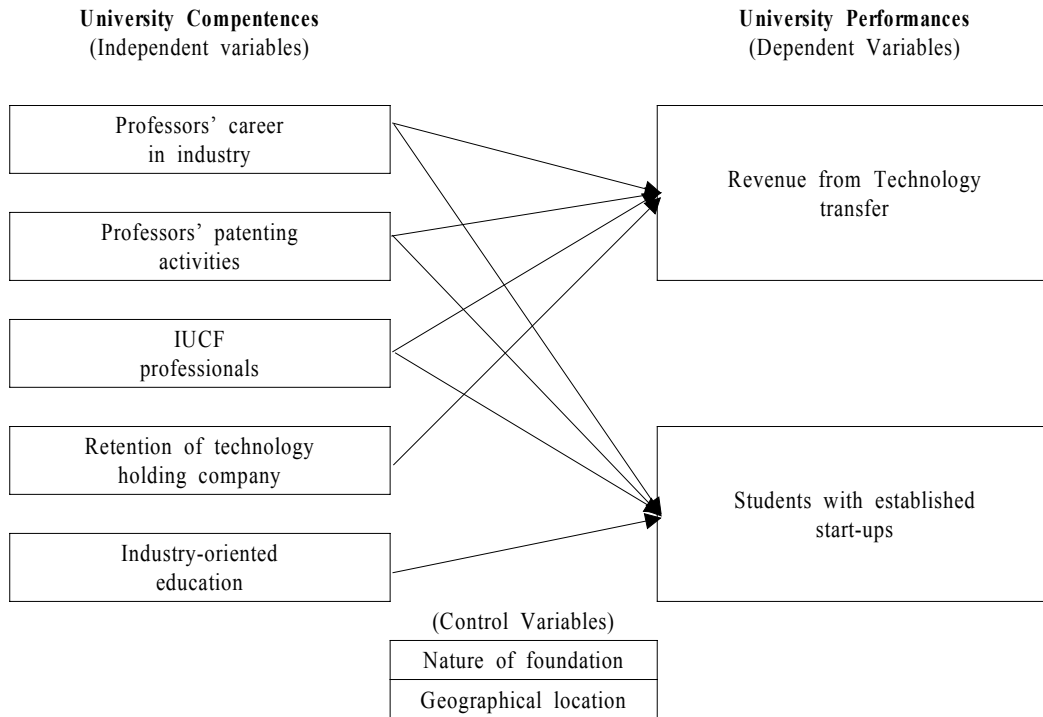 University Compentences
(Independent variables)
University Performances
(Dependent Variables)
Professors’ career
in industry
Professors’ patenting
activities
IUCF
professionals
Retention of technology
holding company
Industry-oriented
education
Revenue from Technology
transfer
Students with established
start-ups
(Control Variables)
Nature of foundation
Geographical location